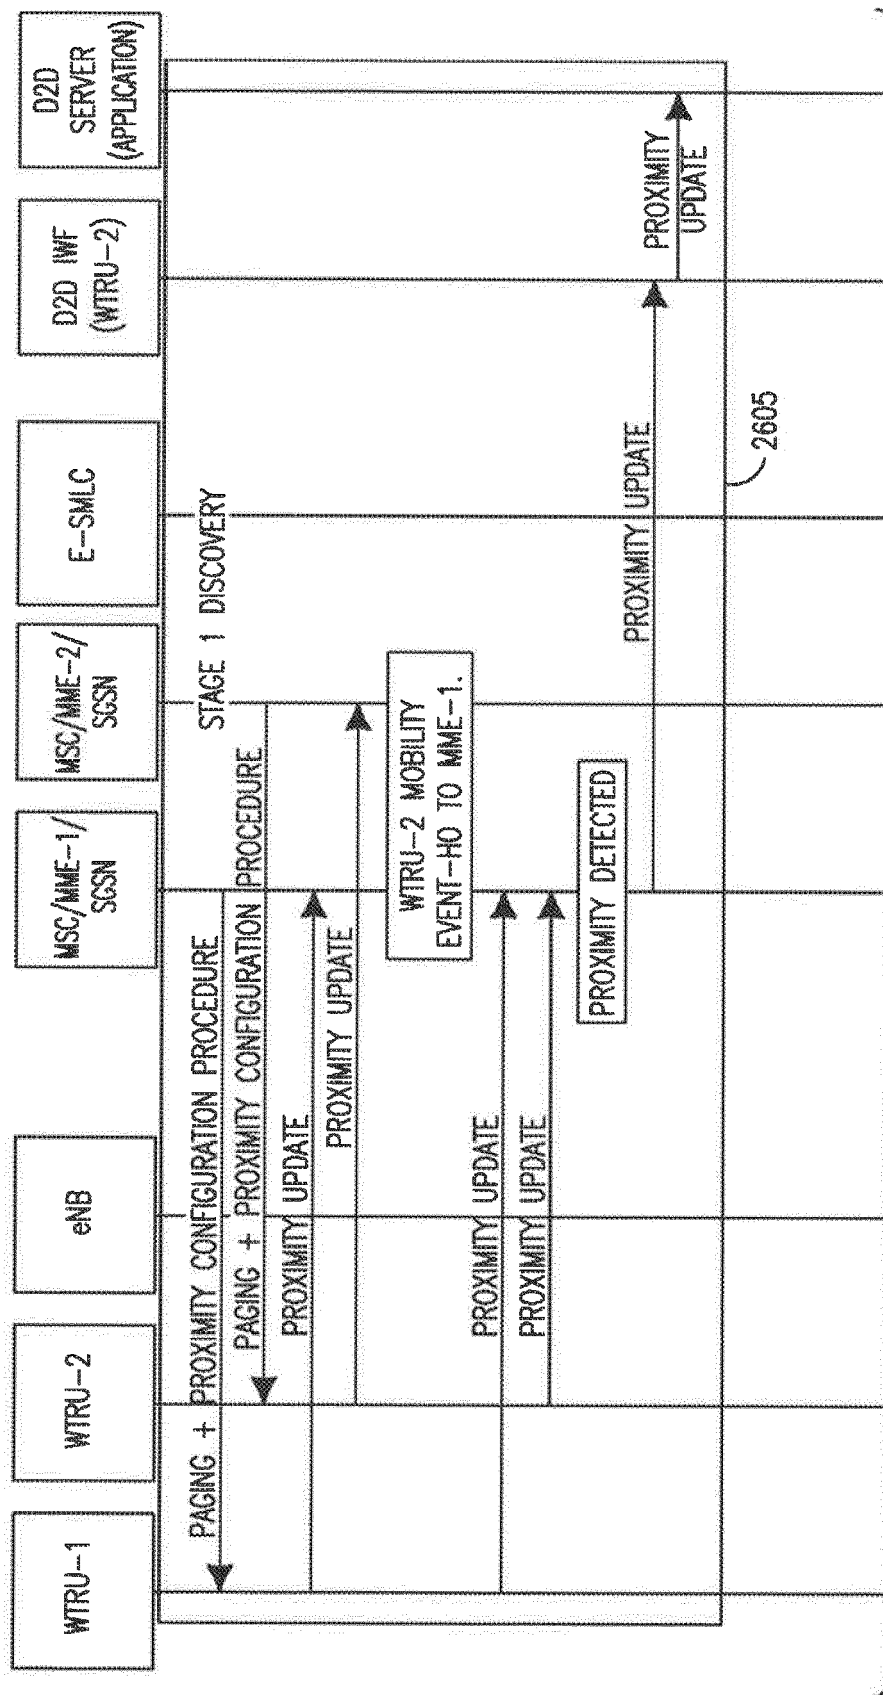 WTRU-1
WTRU-2
eNB
MSC/MME-1/
SGSN
MSC/MME-2/
SGSN
E-SMLC
D2D IWF
(WTRU-2)
D2D
SERVER
(APPLICATION)
STAGE 1 DISCOVERY
PAGING + PROXIMITY CONFIGURATION PROCEDURE
PAGING + PROXIMITY CONFIGURATION PROCEDURE
PROXIMITY UPDATE
PROXIMITY UPDATE
WTRU-2 MOBILITY
EVENT-HO TO MME-1.
PROXIMITY UPDATE
PROXIMITY UPDATE
PROXIMITY DETECTED
PROXIMITY UPDATE
PROXIMITY
UPDATE
2605